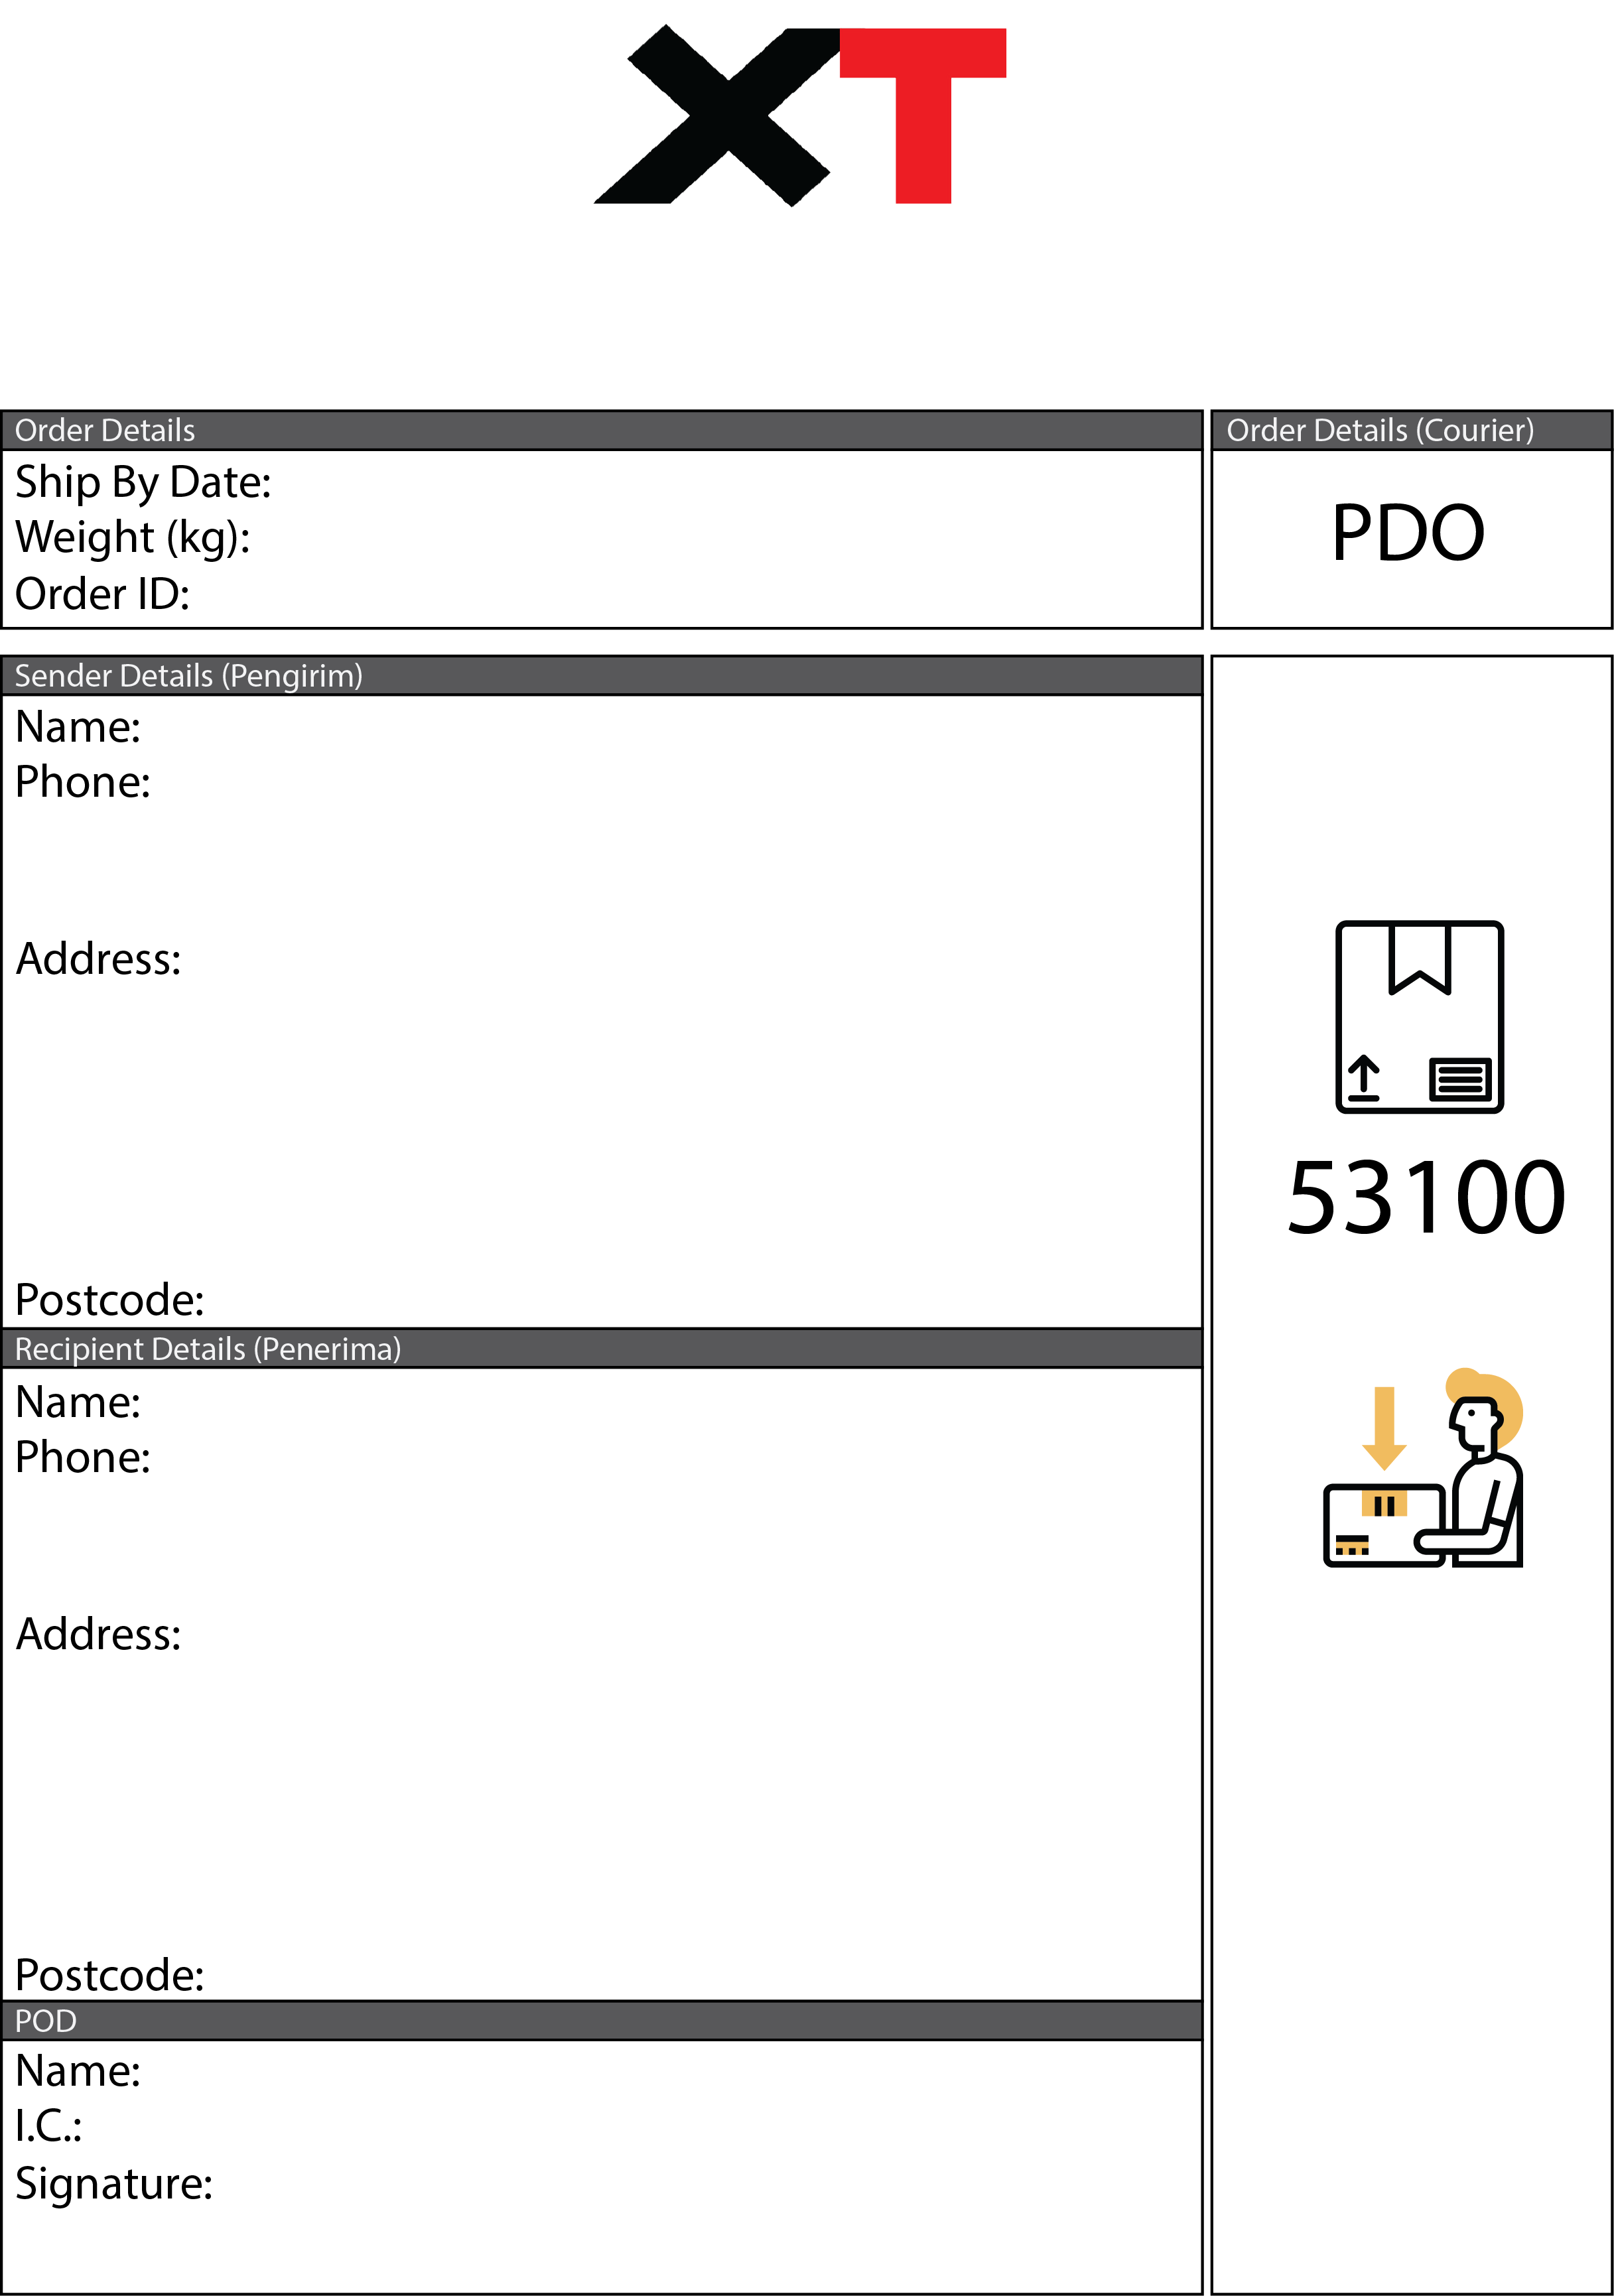 XT
Order Details
Ship By Date:
Weight (kg):
Order ID:
Order Details (Courier)
PDO
Sender Details (Pengirim)
Name:
Phone:
Address:
Postcode:
Recipient Details (Penerima)
Name:
Phone:
Address:
Postcode:
POD
Name:
I.C.:
Signature:
53100